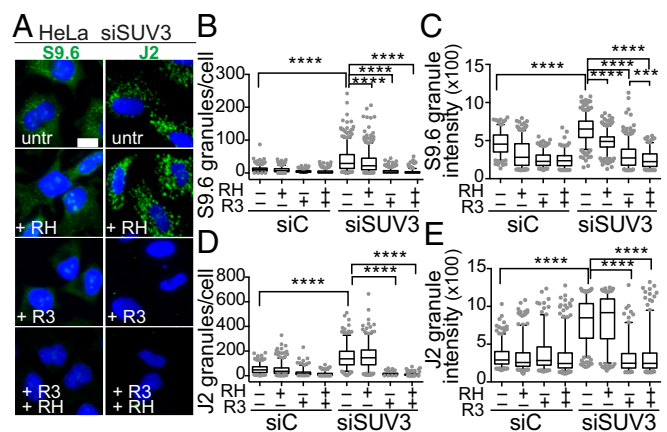 A HeLa siSUV3
S9.6 J2
untr untr
+ RH + RH
+ R3 + R3
+ R3 + R3
+ RH + RH
B
S9.6 granules/cell
300
200
100
0
****
****
****
****
RH – + – + – + – +
R3 – – + + – – + +
siC siSUV3
C
S9.6 granule
intensity (x100)
15
10
5
0
****
****
***
****
***
RH – + – + – + – +
R3 – – + + – – + +
siC siSUV3
D
J2 granules/cell
800
600
400
200
0
****
****
****
RH – + – + – + – +
R3 – – + + – – + +
siC siSUV3
E
J2 granule
intensity (x100)
15
10
5
0
****
****
****
RH – + – + – + – +
R3 – – + + – – + +
siC siSUV3